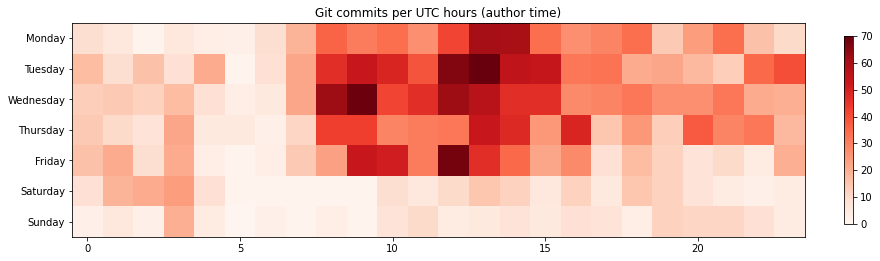 Git commits per UTC hours (author time)
Monday
Tuesday
Wednesday
Thursday
Friday
Saturday
Sunday
0 5 10 15 20
70
60
50
40
30
20
10
0